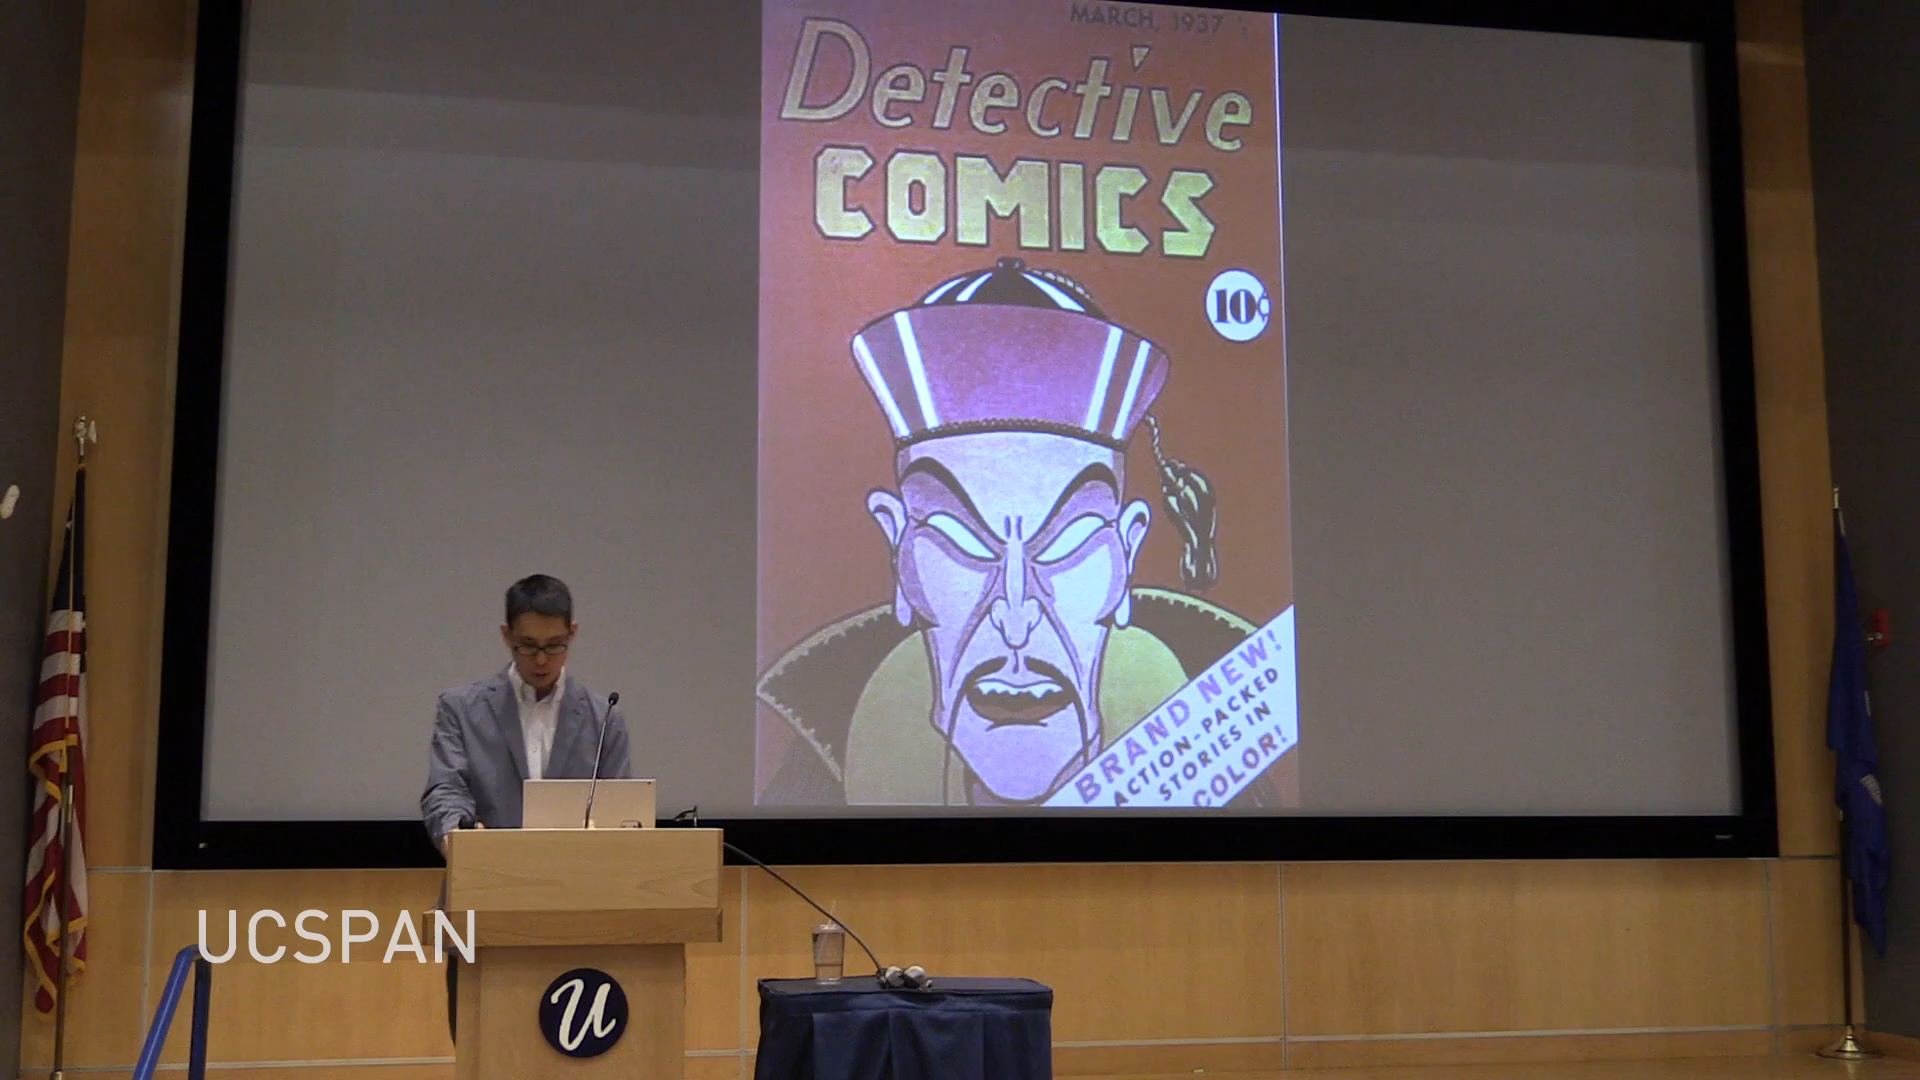 MARCH, 1937
Detective
COMICS
10¢
BRAND NEW!
ACTION-PACKED
STORIES IN
COLOR!
UCSPAN
U